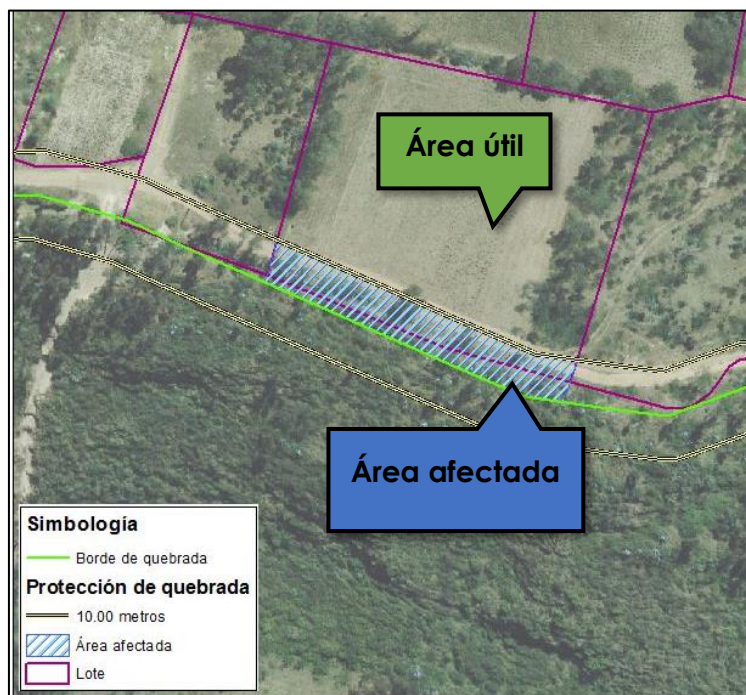 Área útil
Área afectada
Simbología
Borde de quebrada
Protección de quebrada
10.00 metros
Área afectada
Lote